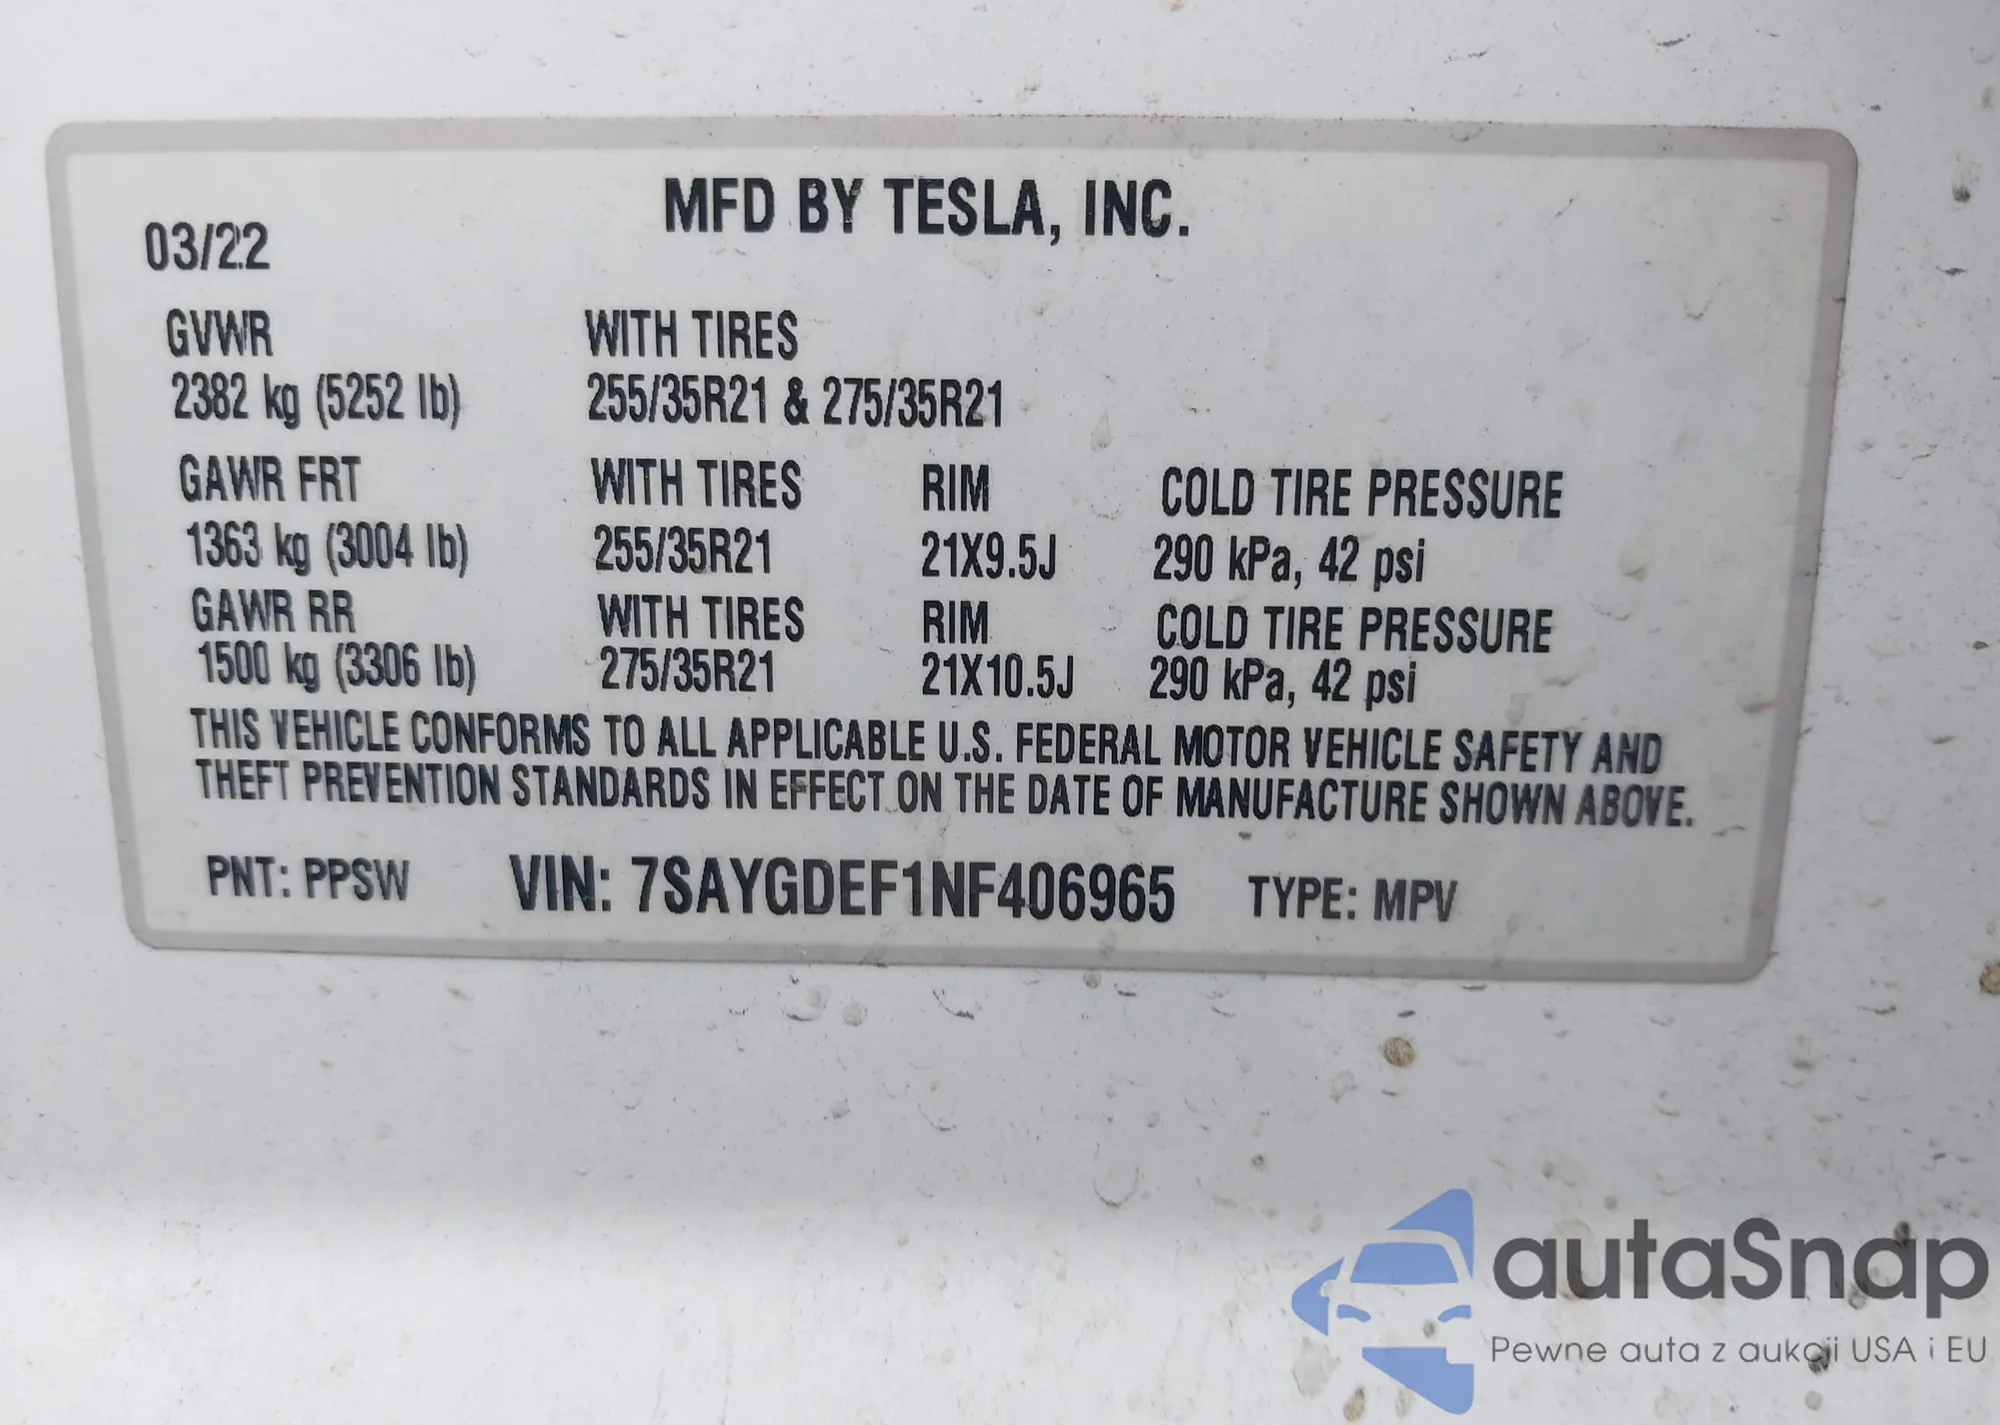 MFD BY TESLA, INC.
03/22
GVWR WITH TIRES
2382 kg (5252 lb) 255/35R21 & 275/35R21
GAWR FRT WITH TIRES RIM COLD TIRE PRESSURE
1363 kg (3004 lb) 255/35R21 21X9.5J 290 kPa, 42 psi
GAWR RR WITH TIRES RIM COLD TIRE PRESSURE
1500 kg (3306 lb) 275/35R21 21X10.5J 290 kPa, 42 psi
THIS VEHICLE CONFORMS TO ALL APPLICABLE U.S. FEDERAL MOTOR VEHICLE SAFETY AND
THEFT PREVENTION STANDARDS IN EFFECT ON THE DATE OF MANUFACTURE SHOWN ABOVE.
PNT: PPSW VIN: 7SAYGDEF1NF406965 TYPE: MPV
autaSnap
Pewne auta z aukcji USA i EU